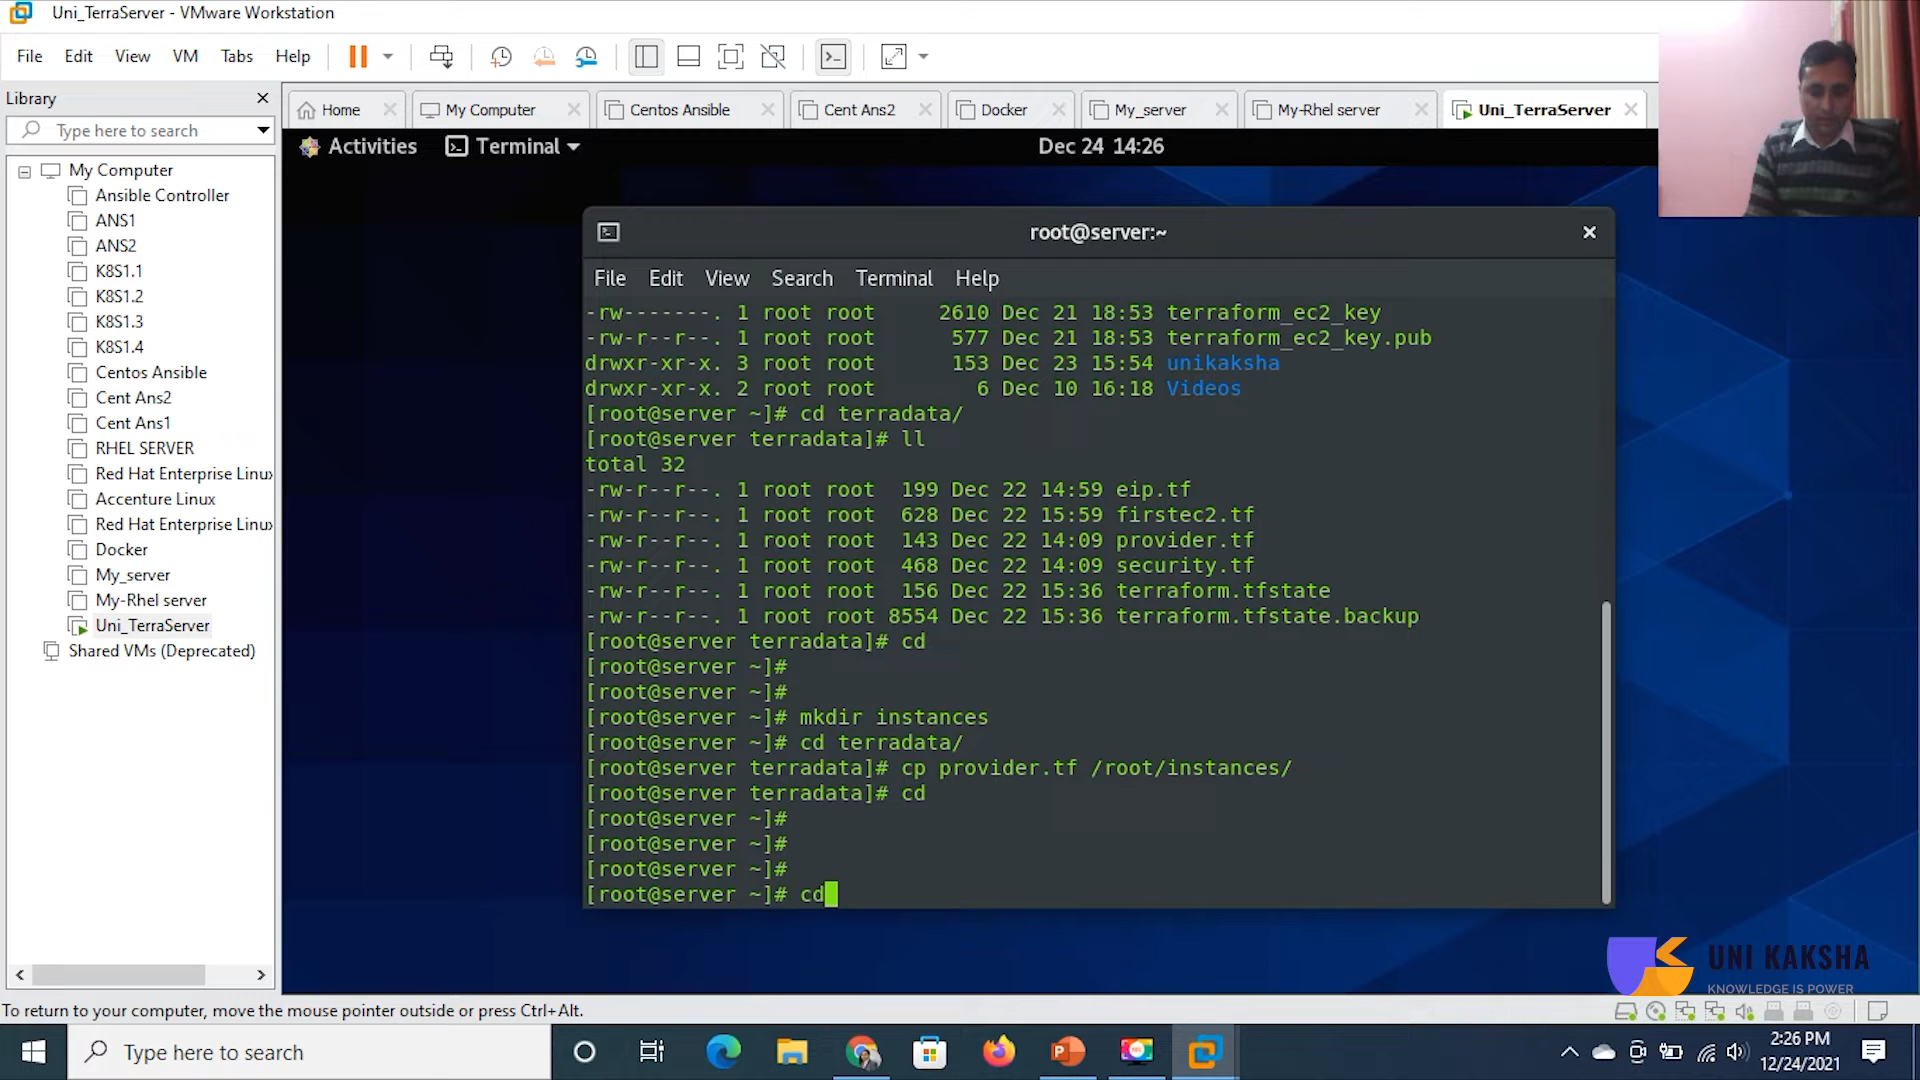 Uni_TerraServer - VMware Workstation
File Edit View VM Tabs Help
Library
Type here to search
My Computer
Ansible Controller
ANS1
ANS2
K8S1.1
K8S1.2
K8S1.3
K8S1.4
Centos Ansible
Cent Ans2
Cent Ans1
RHEL SERVER
Red Hat Enterprise Linux
Accenture Linux
Red Hat Enterprise Linux
Docker
My_server
My-Rhel server
Uni_TerraServer
Shared VMs (Deprecated)
Home My Computer Centos Ansible Cent Ans2 Docker My_server My-Rhel server Uni_TerraServer
Activities Terminal Dec 24 14:26
root@server:~
File Edit View Search Terminal Help
-rw-------. 1 root root 2610 Dec 21 18:53 terraform_ec2_key
-rw-r--r--. 1 root root 577 Dec 21 18:53 terraform_ec2_key.pub
drwxr-xr-x. 3 root root 153 Dec 23 15:54 unikaksha
drwxr-xr-x. 2 root root 6 Dec 10 16:18 Videos
[root@server ~]# cd terradata/
[root@server terradata]# ll
total 32
-rw-r--r--. 1 root root 199 Dec 22 14:59 eip.tf
-rw-r--r--. 1 root root 628 Dec 22 15:59 firstec2.tf
-rw-r--r--. 1 root root 143 Dec 22 14:09 provider.tf
-rw-r--r--. 1 root root 468 Dec 22 14:09 security.tf
-rw-r--r--. 1 root root 156 Dec 22 15:36 terraform.tfstate
-rw-r--r--. 1 root root 8554 Dec 22 15:36 terraform.tfstate.backup
[root@server terradata]# cd
[root@server ~]#
[root@server ~]#
[root@server ~]# mkdir instances
[root@server ~]# cd terradata/
[root@server terradata]# cp provider.tf /root/instances/
[root@server terradata]# cd
[root@server ~]#
[root@server ~]#
[root@server ~]#
[root@server ~]# cd
UNI KAKSHA
KNOWLEDGE IS POWER
To return to your computer, move the mouse pointer outside or press Ctrl+Alt.
Type here to search
2:26 PM
12/24/2021